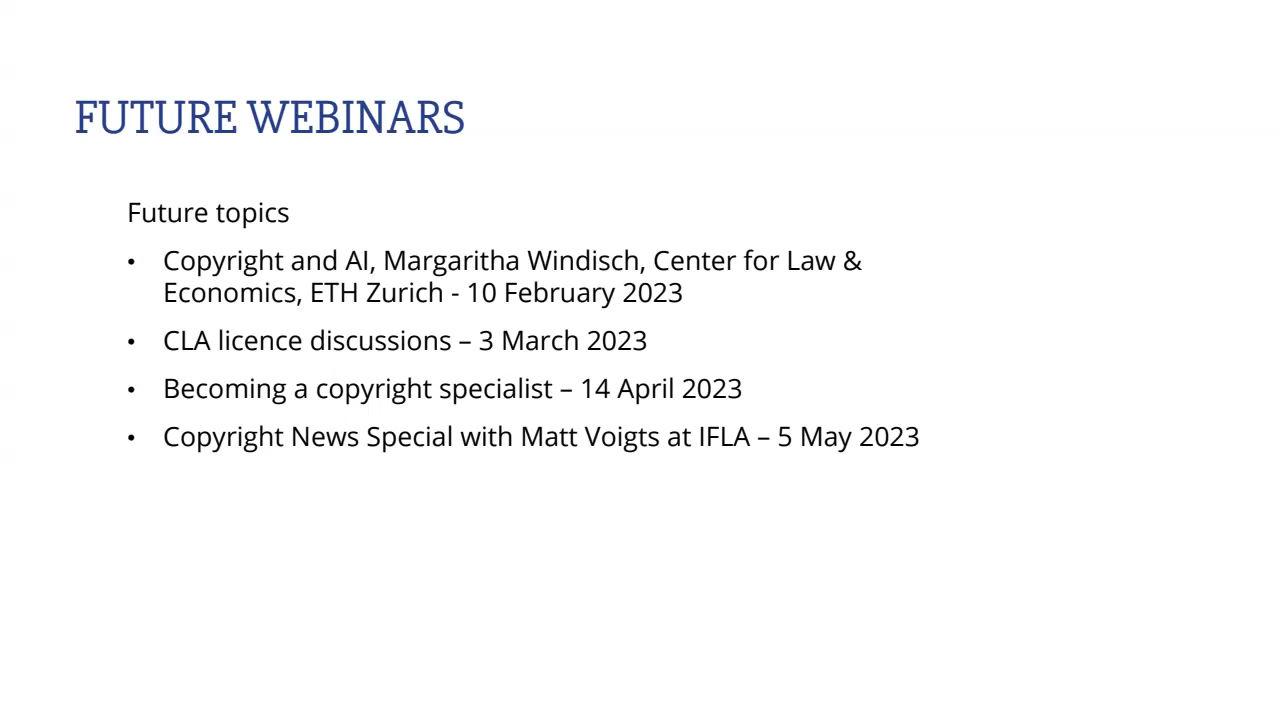 FUTURE WEBINARS
Future topics
• Copyright and AI, Margaritha Windisch, Center for Law &
Economics, ETH Zurich - 10 February 2023
• CLA licence discussions – 3 March 2023
• Becoming a copyright specialist – 14 April 2023
• Copyright News Special with Matt Voigts at IFLA – 5 May 2023